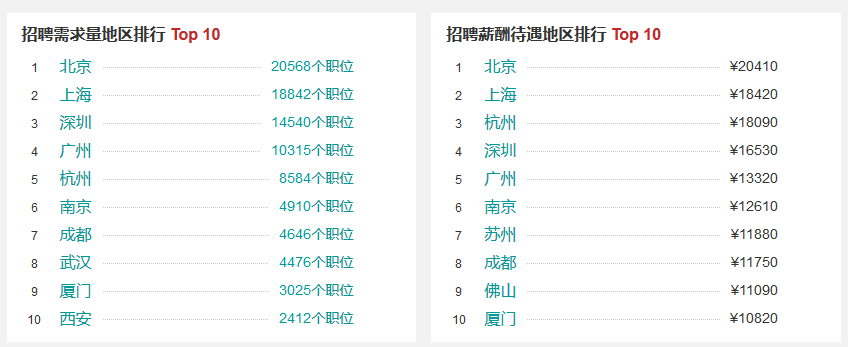 招聘需求量地区排行 Top 10
1 北京 20568个职位
2 上海 18842个职位
3 深圳 14540个职位
4 广州 10315个职位
5 杭州 8584个职位
6 南京 4910个职位
7 成都 4646个职位
8 武汉 4476个职位
9 厦门 3025个职位
10 西安 2412个职位
招聘薪酬待遇地区排行 Top 10
1 北京 ¥20410
2 上海 ¥18420
3 杭州 ¥18090
4 深圳 ¥16530
5 广州 ¥13320
6 南京 ¥12610
7 苏州 ¥11880
8 成都 ¥11750
9 佛山 ¥11090
10 厦门 ¥10820